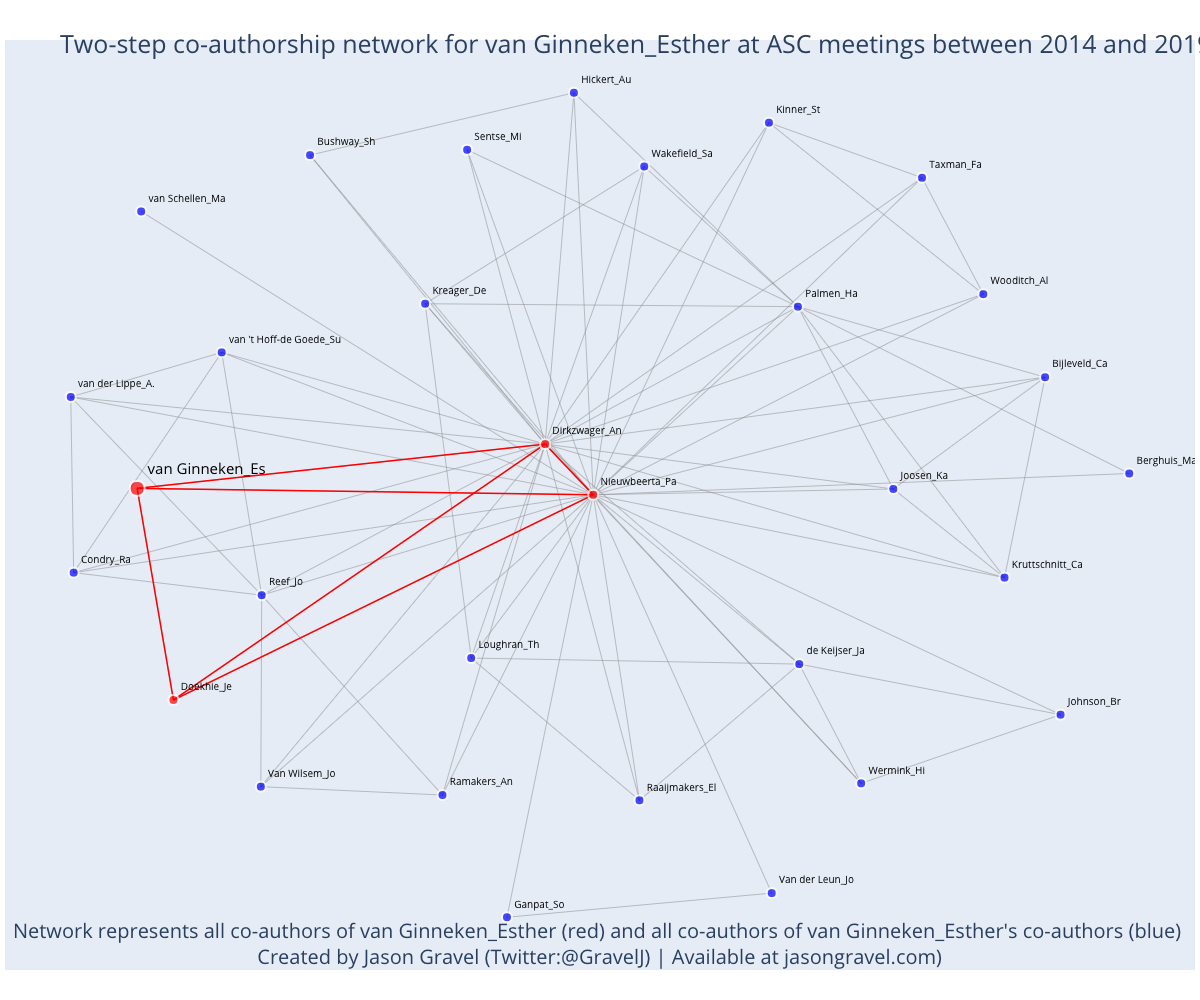 Two-step co-authorship network for van Ginneken_Esther at ASC meetings between 2014 and 2019
Hickert_Au
Kinner_St
Bushway_Sh
Sentse_Mi
Wakefield_Sa
Taxman_Fa
van Schellen_Ma
Wooditch_Al
Kreager_De
Palmen_Ha
van 't Hoff-de Goede_Su
Bijleveld_Ca
van der Lippe_A.
Dirkzwager_An
Berghuis_Ma
van Ginneken_Es
Joosen_Ka
Nieuwbeerta_Pa
Condry_Ra
Kruttschnitt_Ca
Reef_Jo
Loughran_Th
de Keijser_Ja
Doekhie_Je
Johnson_Br
Wermink_Hi
Van Wilsem_Jo
Ramakers_An
Raaijmakers_El
Van der Leun_Jo
Ganpat_So
Network represents all co-authors of van Ginneken_Esther (red) and all co-authors of van Ginneken_Esther's co-authors (blue)
Created by Jason Gravel (Twitter:@GravelJ) | Available at jasongravel.com)